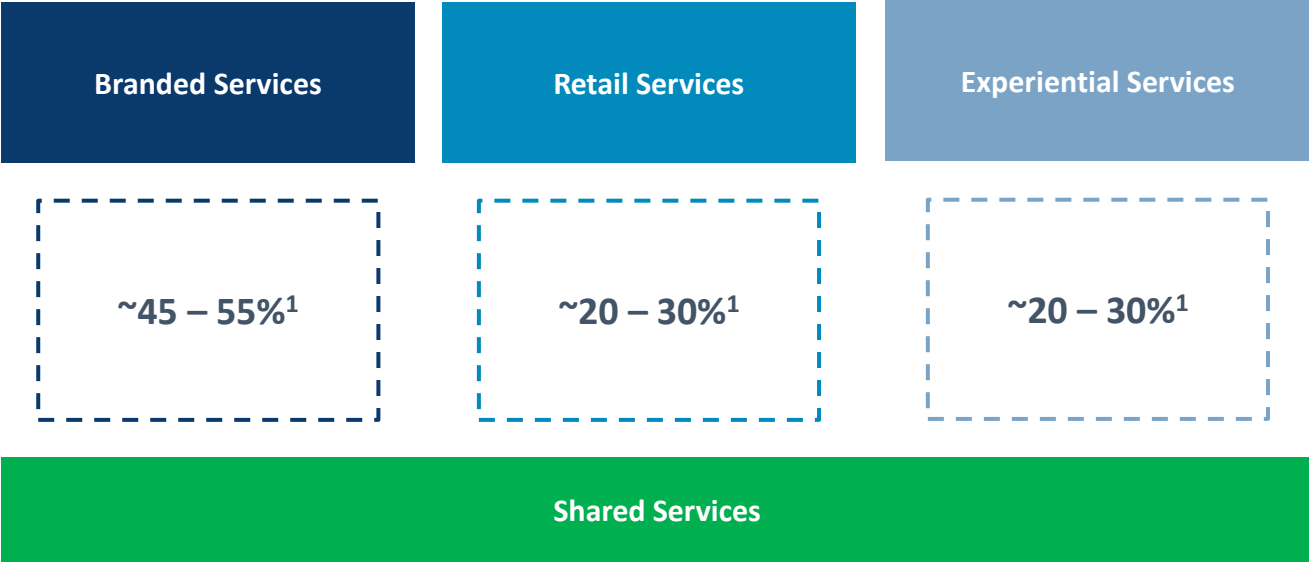 Branded Services
Retail Services
Experiential Services
~45 – 55%¹
~20 – 30%¹
~20 – 30%¹
Shared Services